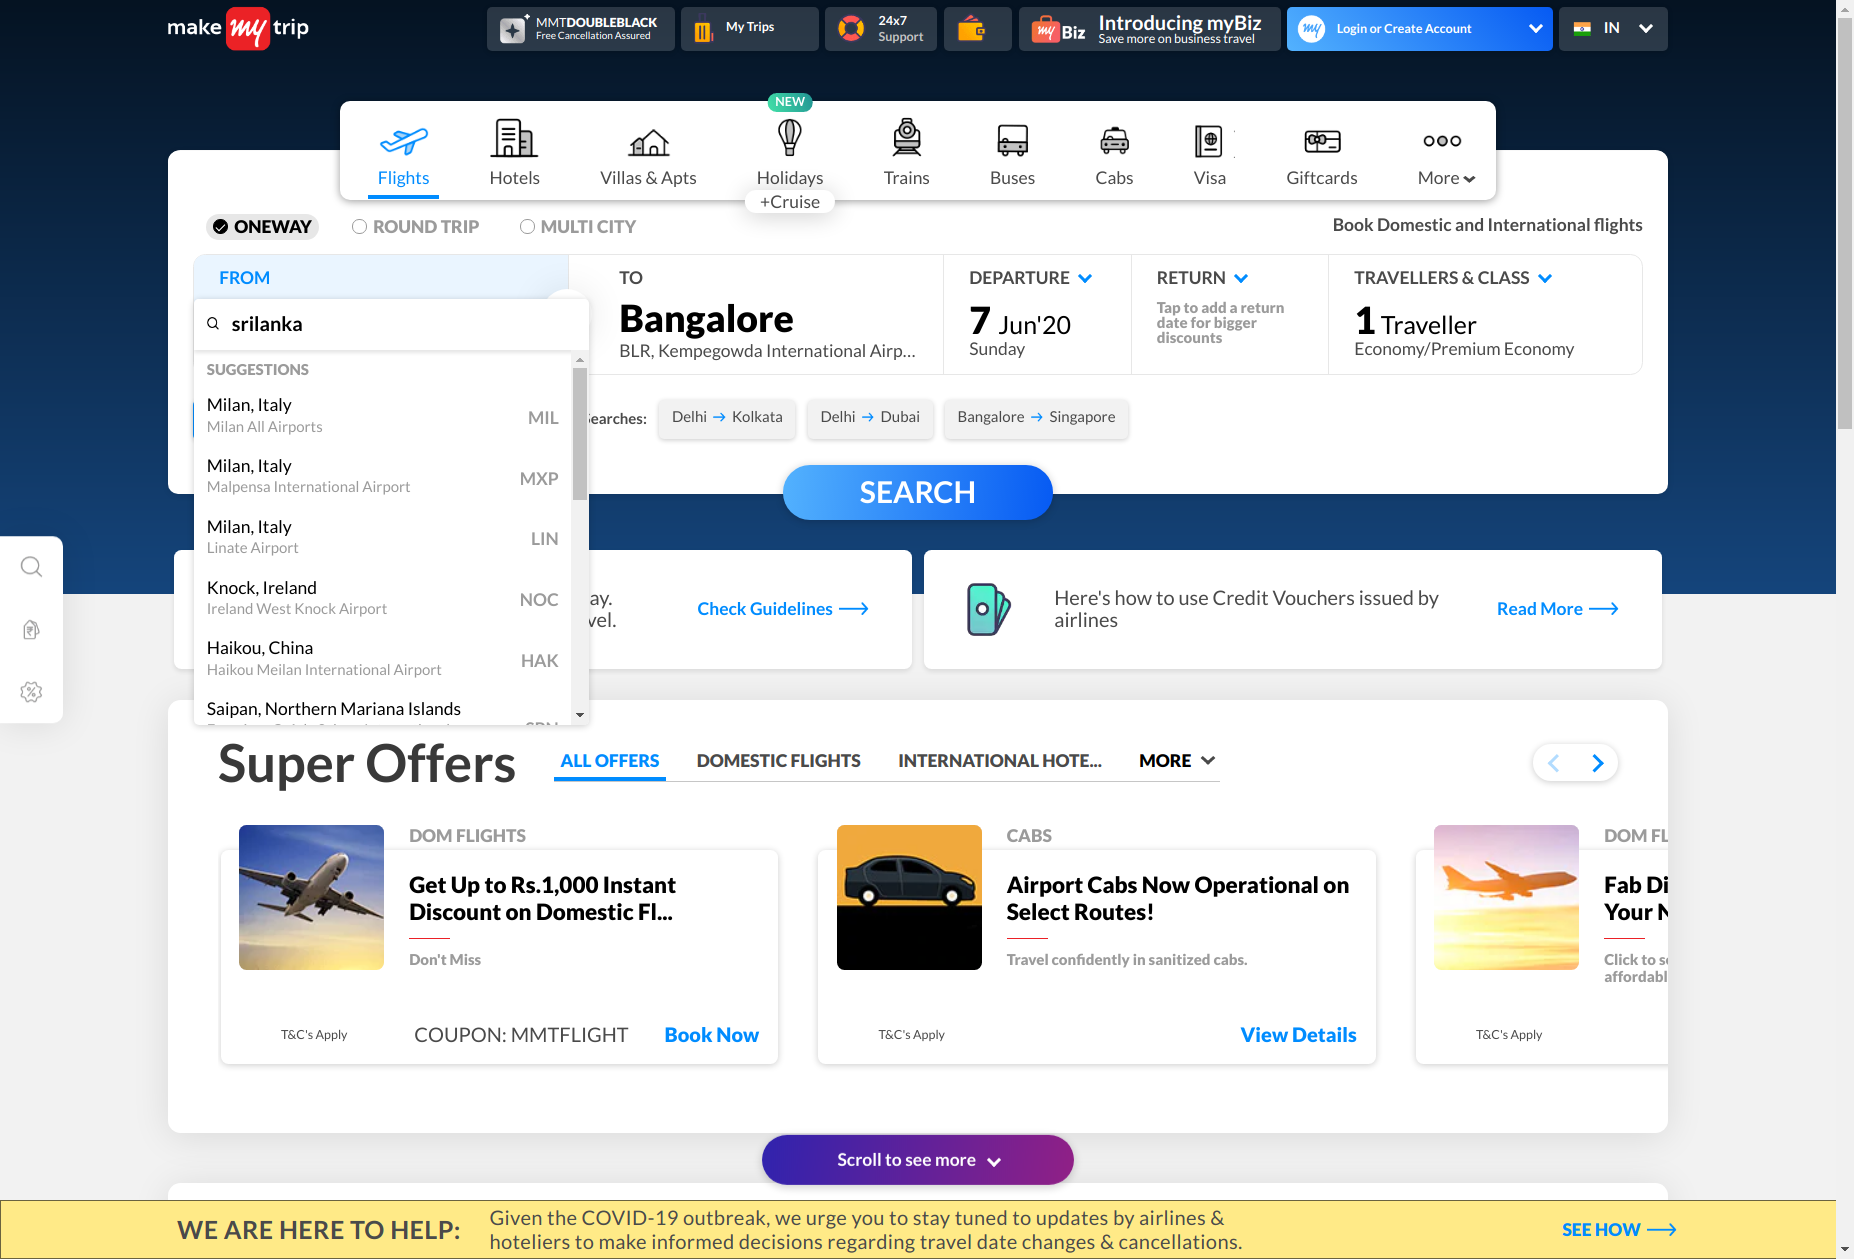 make my trip
MMTDOUBLEBLACK
Free Cancellation Assured
My Trips
24x7
Support
my Biz
Introducing myBiz
Save more on business travel
my
Login or Create Account
IN
NEW
Flights
Hotels
Villas & Apts
Holidays
Trains
Buses
Cabs
Visa
Giftcards
More
+Cruise
ONEWAY
ROUND TRIP
MULTI CITY
Book Domestic and International flights
FROM
srilanka
TO
Bangalore
BLR, Kempegowda International Airp...
DEPARTURE
7 Jun'20
Sunday
RETURN
Tap to add a return
date for bigger
discounts
TRAVELLERS & CLASS
1 Traveller
Economy/Premium Economy
SUGGESTIONS
Milan, Italy
Milan All Airports
MIL
Milan, Italy
Malpensa International Airport
MXP
Milan, Italy
Linate Airport
LIN
Knock, Ireland
Ireland West Knock Airport
NOC
Haikou, China
Haikou Meilan International Airport
HAK
Saipan, Northern Mariana Islands
earches:
Delhi → Kolkata
Delhi → Dubai
Bangalore → Singapore
SEARCH
ay.
vel.
Check Guidelines
Here's how to use Credit Vouchers issued by
airlines
Read More
Super Offers
ALL OFFERS
DOMESTIC FLIGHTS
INTERNATIONAL HOTE...
MORE
DOM FLIGHTS
Get Up to Rs.1,000 Instant
Discount on Domestic Fl...
Don't Miss
T&C's Apply
COUPON: MMTFLIGHT
Book Now
CABS
Airport Cabs Now Operational on
Select Routes!
Travel confidently in sanitized cabs.
T&C's Apply
View Details
DOM FL
Fab Di
Your N
Click to s
affordabl
T&C's Apply
Scroll to see more
WE ARE HERE TO HELP:
Given the COVID-19 outbreak, we urge you to stay tuned to updates by airlines &
hoteliers to make informed decisions regarding travel date changes & cancellations.
SEE HOW